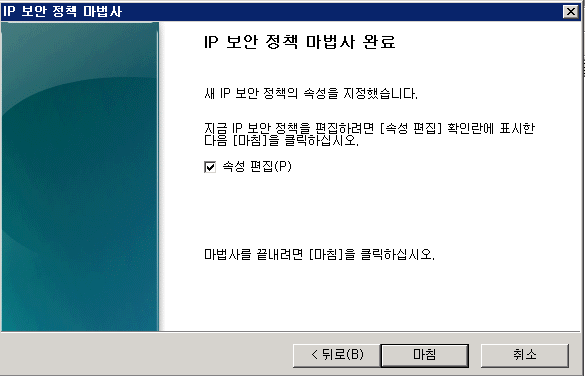 IP 보안 정책 마법사
IP 보안 정책 마법사 완료
새 IP 보안 정책의 속성을 지정했습니다.
지금 IP 보안 정책을 편집하려면 [속성 편집] 확인란에 표시한
다음 [마침]을 클릭하십시오.
속성 편집(P)
마법사를 끝내려면 [마침]을 클릭하십시오.
< 뒤로(B)
마침
취소